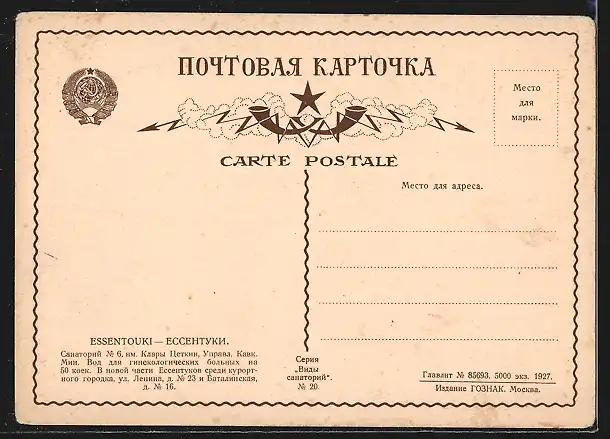 ПОЧТОВАЯ КАРТОЧКА
Место
для
марки.
CARTE POSTALE
Место для адреса.
ESSENTOUKI — ЕССЕНТУКИ.
Санаторий № 6, им. Клары Цеткин, Управа. Кавк.
Мин. Вод для гинекологических больных на
50 коек. В новой части Ессентуков среди курорт-
ного городка, ул. Ленина, д. № 23 и Баталинская,
д. № 16.
Серия
„Виды
санаторий".
№ 20.
Главлит № 85693. 5000 экз. 1927.
Издание ГОЗНАК. Москва.